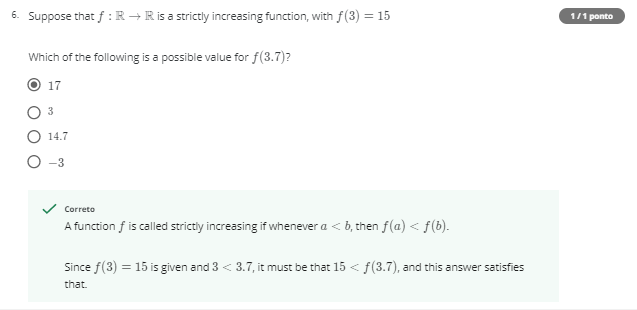 6. Suppose that f : ℝ → ℝ is a strictly increasing function, with f(3) = 15
1 / 1 ponto
Which of the following is a possible value for f(3.7)?
17
3
14.7
−3
Correto
A function f is called strictly increasing if whenever a < b, then f(a) < f(b).
Since f(3) = 15 is given and 3 < 3.7, it must be that 15 < f(3.7), and this answer satisfies
that.